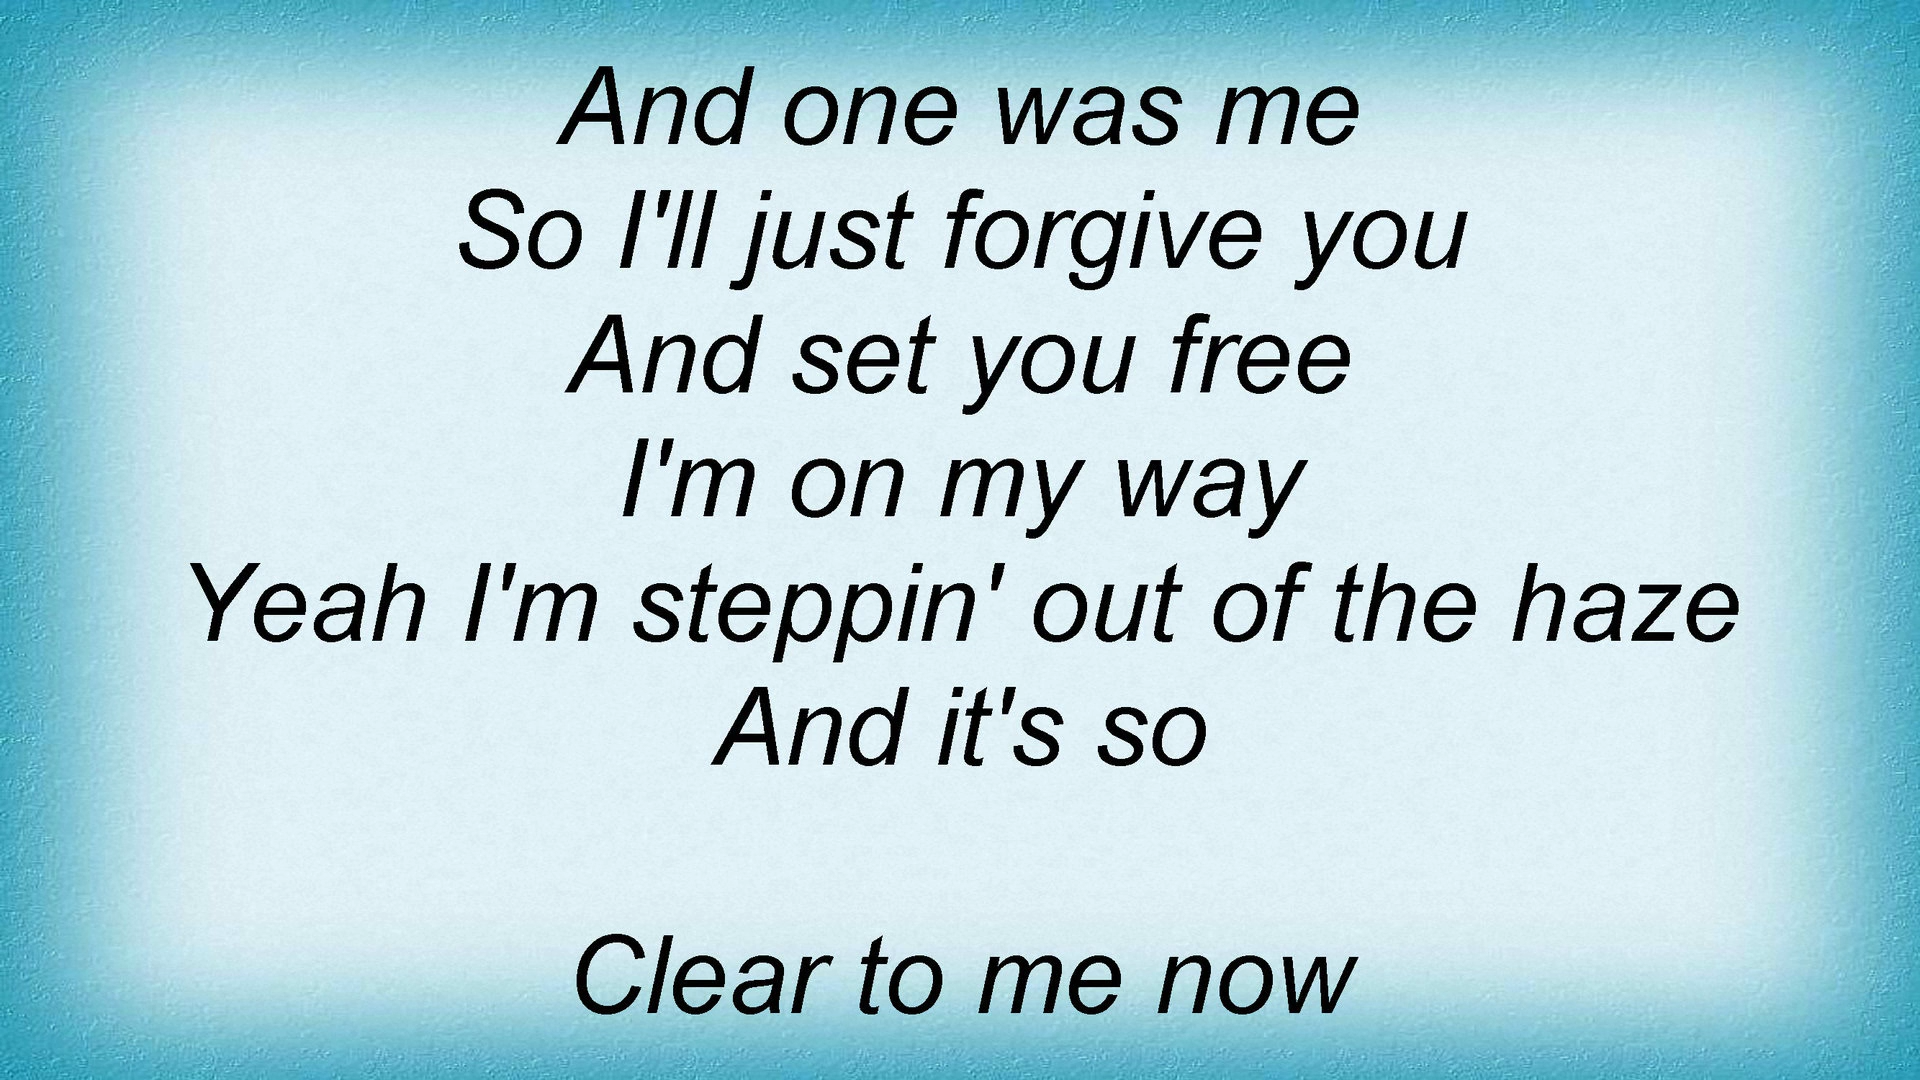 And one was me
So I'll just forgive you
And set you free
I'm on my way
Yeah I'm steppin' out of the haze
And it's so
Clear to me now